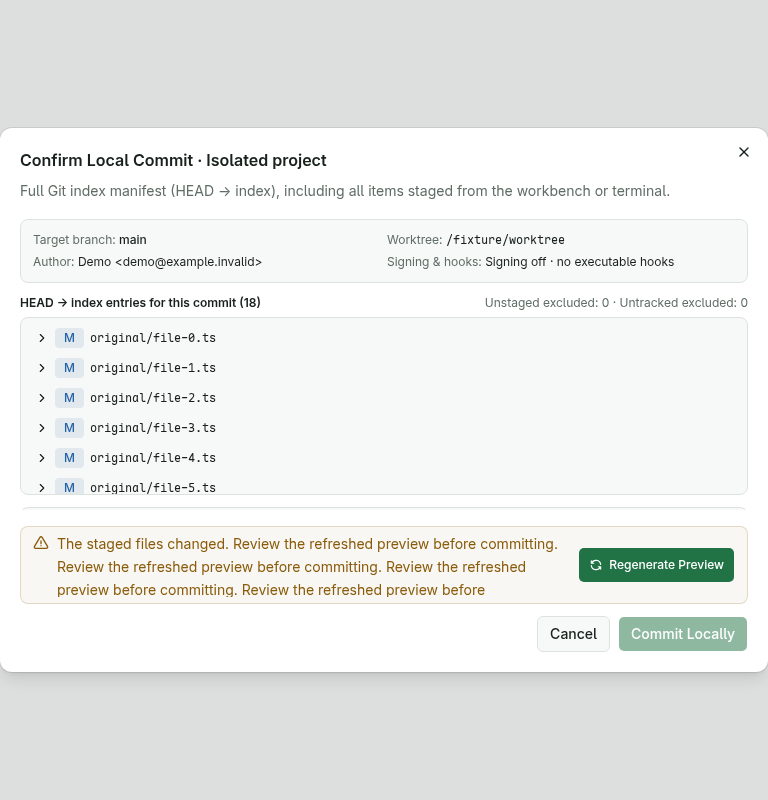 Confirm Local Commit · Isolated project
Full Git index manifest (HEAD → index), including all items staged from the workbench or terminal.
Target branch: main
Worktree: /fixture/worktree
Author: Demo <demo@example.invalid>
Signing & hooks: Signing off · no executable hooks
HEAD → index entries for this commit (18)
Unstaged excluded: 0 · Untracked excluded: 0
M original/file-0.ts
M original/file-1.ts
M original/file-2.ts
M original/file-3.ts
M original/file-4.ts
M original/file-5.ts
The staged files changed. Review the refreshed preview before committing.
Review the refreshed preview before committing. Review the refreshed
preview before committing. Review the refreshed preview before
Regenerate Preview
Cancel
Commit Locally